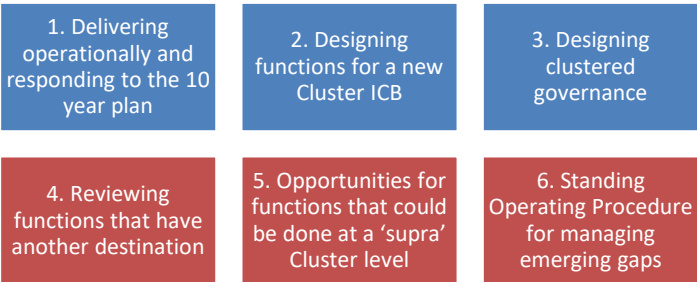 1. Delivering
operationally and
responding to the 10
year plan
2. Designing
functions for a new
Cluster ICB
3. Designing
clustered
governance
4. Reviewing
functions that have
another destination
5. Opportunities for
functions that could
be done at a ‘supra’
Cluster level
6. Standing
Operating Procedure
for managing
emerging gaps